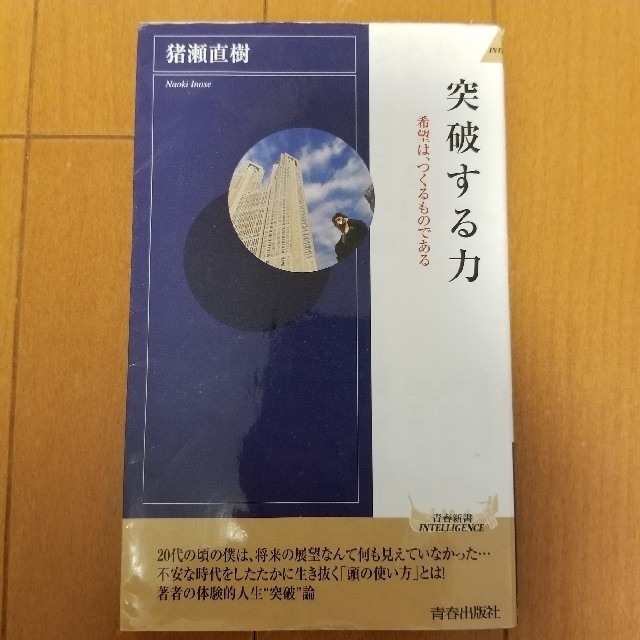 猪瀬直樹
Naoki Inose
突破する力
希望は、つくるものである
青春新書
INTELLIGENCE
20代の頃の僕は、将来の展望なんて何も見えていなかった…
不安な時代をしたたかに生き抜く「頭の使い方」とは!
著者の体験的人生“突破”論
青春出版社